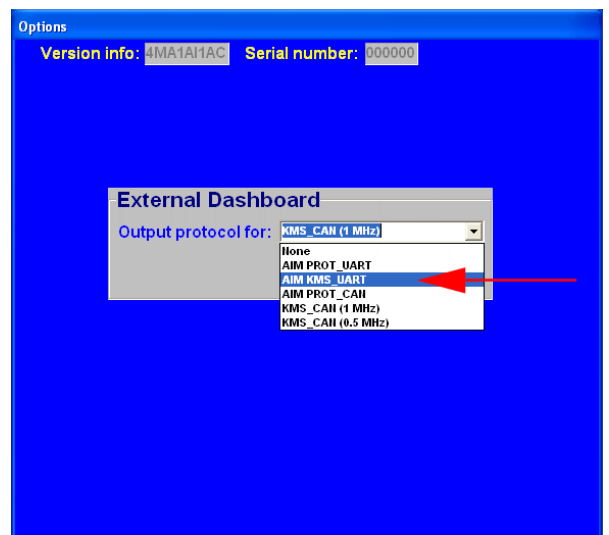 Options
Version info: 4MA1AI1AC Serial number: 000000
External Dashboard
Output protocol for: KMS_CAN (1 MHz)
None
AIM PROT_UART
AIM KMS_UART
AIM PROT_CAN
KMS_CAN (1 MHz)
KMS_CAN (0.5 MHz)